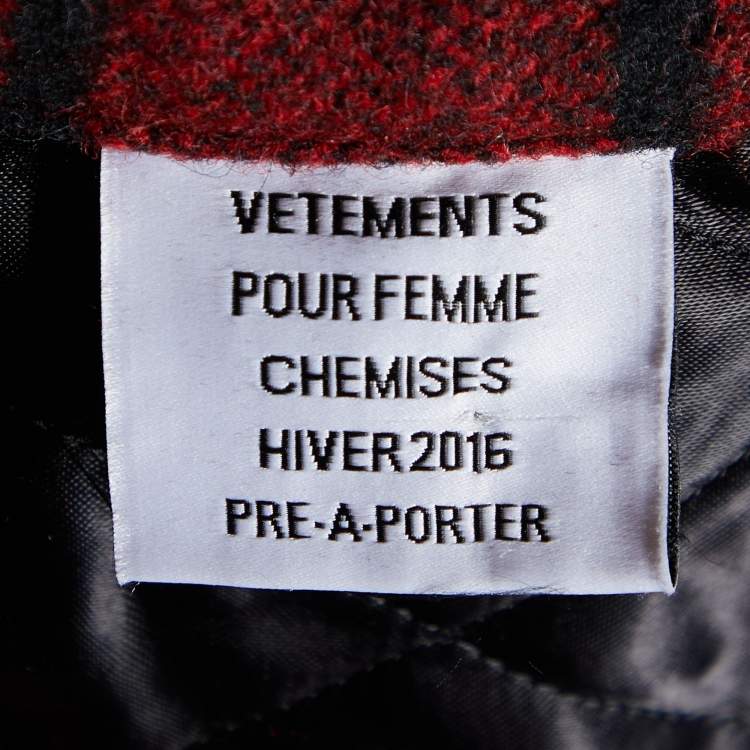 VETEMENTS
POUR FEMME
CHEMISES
HIVER 2016
PRE-A-PORTER